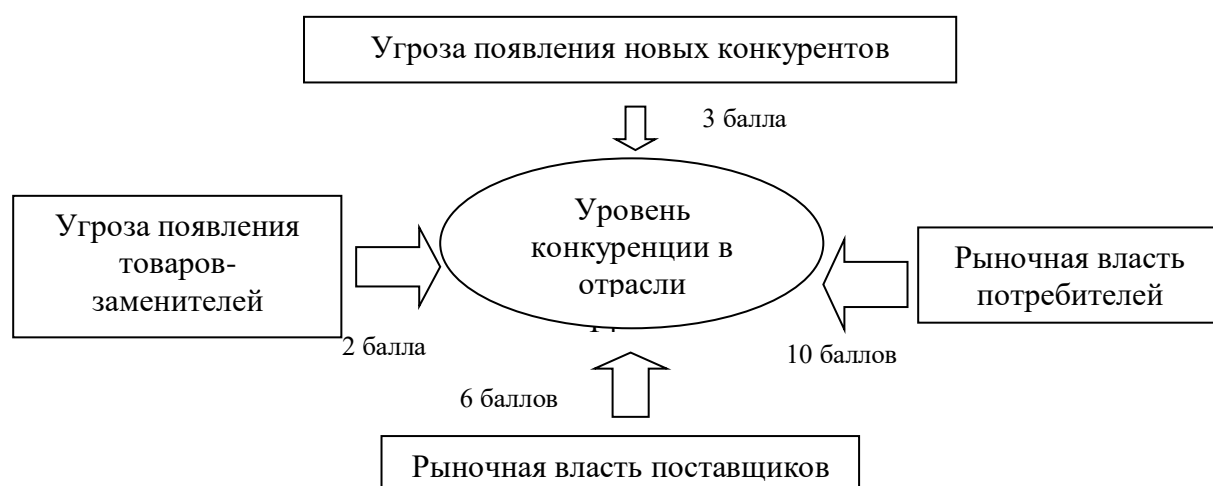 Угроза появления новых конкурентов
3 балла
Уровень
конкуренции в
отрасли
Угроза появления
товаров-
заменителей
2 балла
Рыночная власть
потребителей
10 баллов
6 баллов
Рыночная власть поставщиков